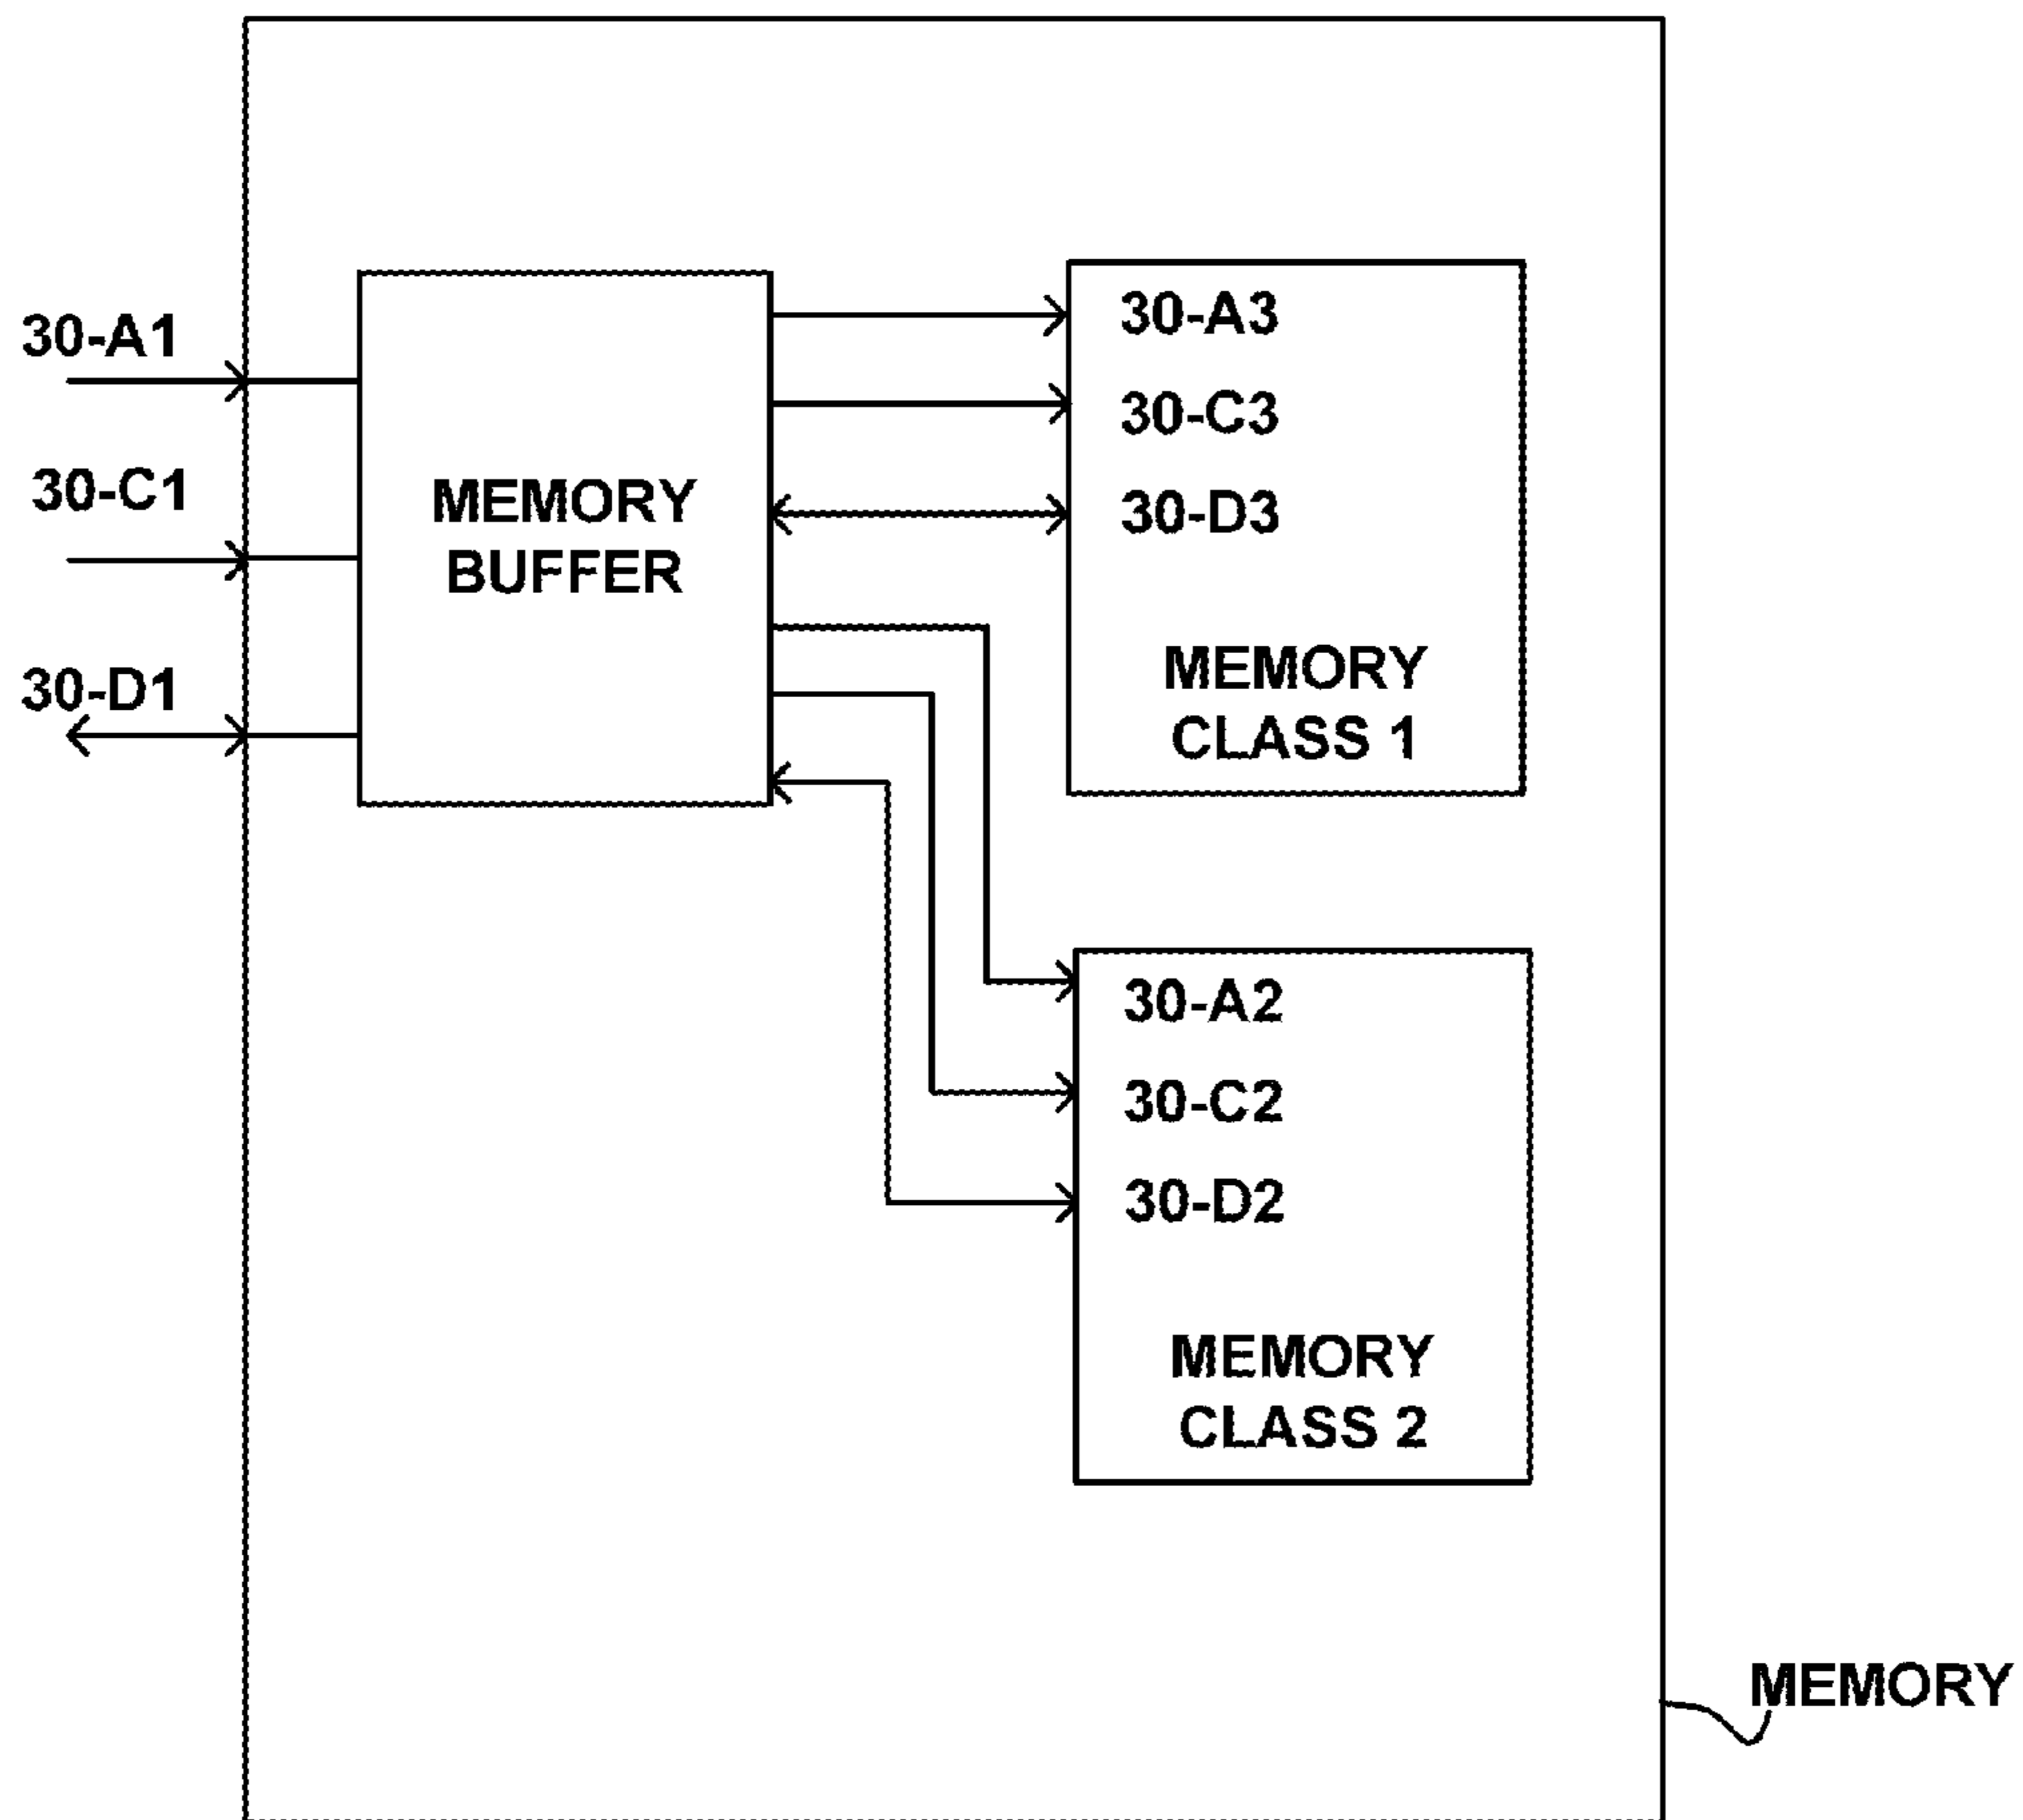 30-A1
30-C1
30-D1
MEMORY
BUFFER
30-A3
30-C3
30-D3
MEMORY
CLASS 1
30-A2
30-C2
30-D2
MEMORY
CLASS 2
MEMORY